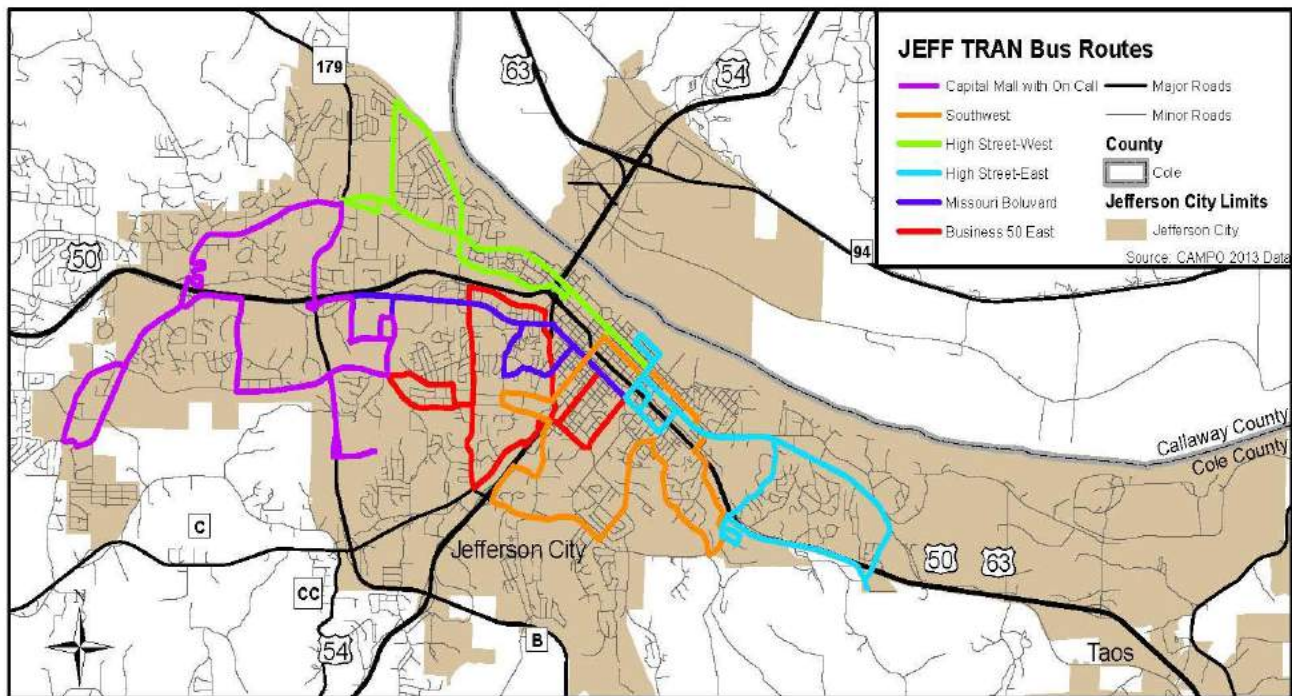 JEFF TRAN Bus Routes
Capital Mall with On Call
Southwest
High Street-West
High Street-East
Missouri Boluvard
Business 50 East
Major Roads
Minor Roads
County
Cole
Jefferson City Limits
Jefferson City
Source: CAMPO 2013 Data
179
63
54
50
94
Callaway County
Cole County
C
Jefferson City
50
63
CC
N
54
B
Taos